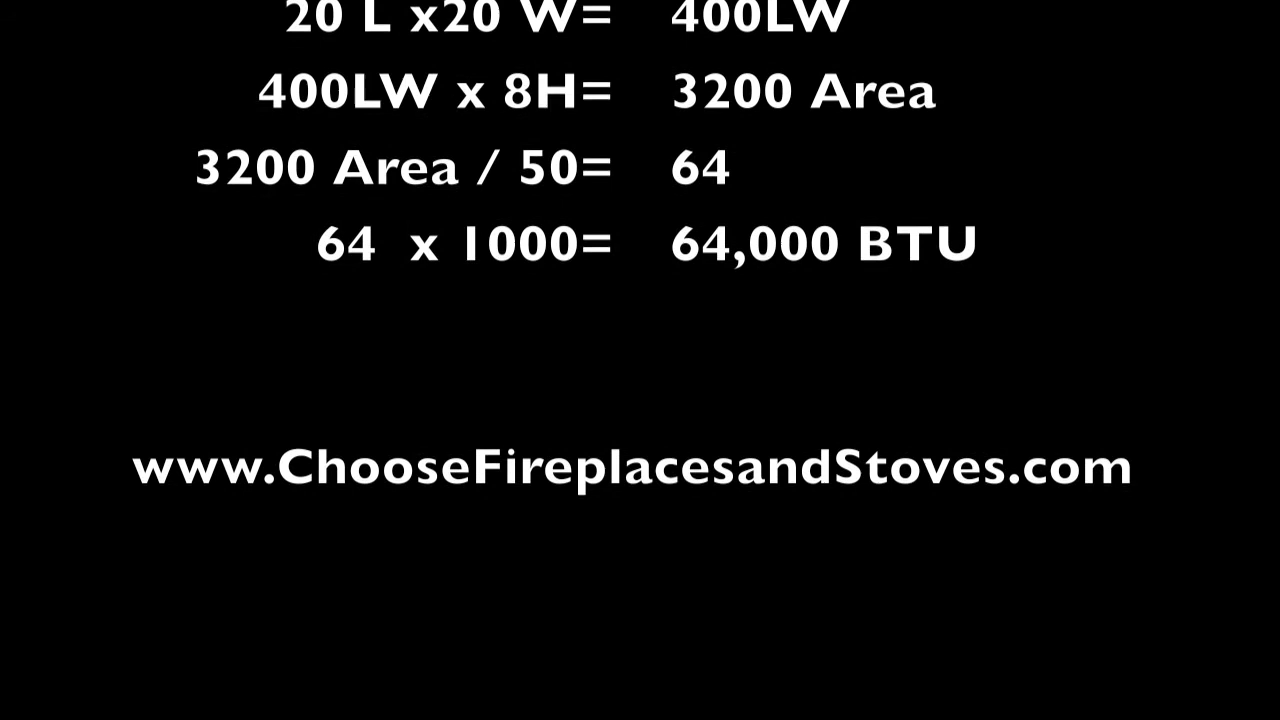 20 L x20 W= 400LW
400LW x 8H= 3200 Area
3200 Area / 50= 64
64 x 1000= 64,000 BTU
www.ChooseFireplacesandStoves.com